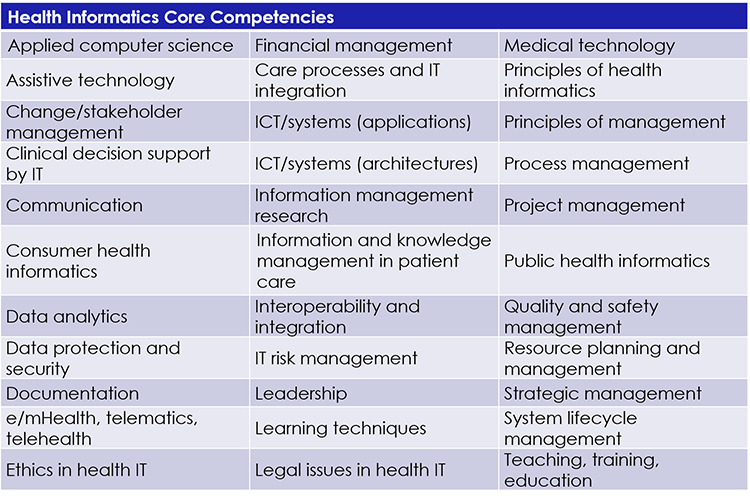 Health Informatics Core Competencies
Applied computer science
Financial management
Medical technology
Assistive technology
Care processes and IT
integration
Principles of health
informatics
Change/stakeholder
management
ICT/systems (applications)
Principles of management
Clinical decision support
by IT
ICT/systems (architectures)
Process management
Communication
Information management
research
Project management
Consumer health
informatics
Information and knowledge
management in patient
care
Public health informatics
Data analytics
Interoperability and
integration
Quality and safety
management
Data protection and
security
IT risk management
Resource planning and
management
Documentation
Leadership
Strategic management
e/mHealth, telematics,
telehealth
Learning techniques
System lifecycle
management
Ethics in health IT
Legal issues in health IT
Teaching, training,
education